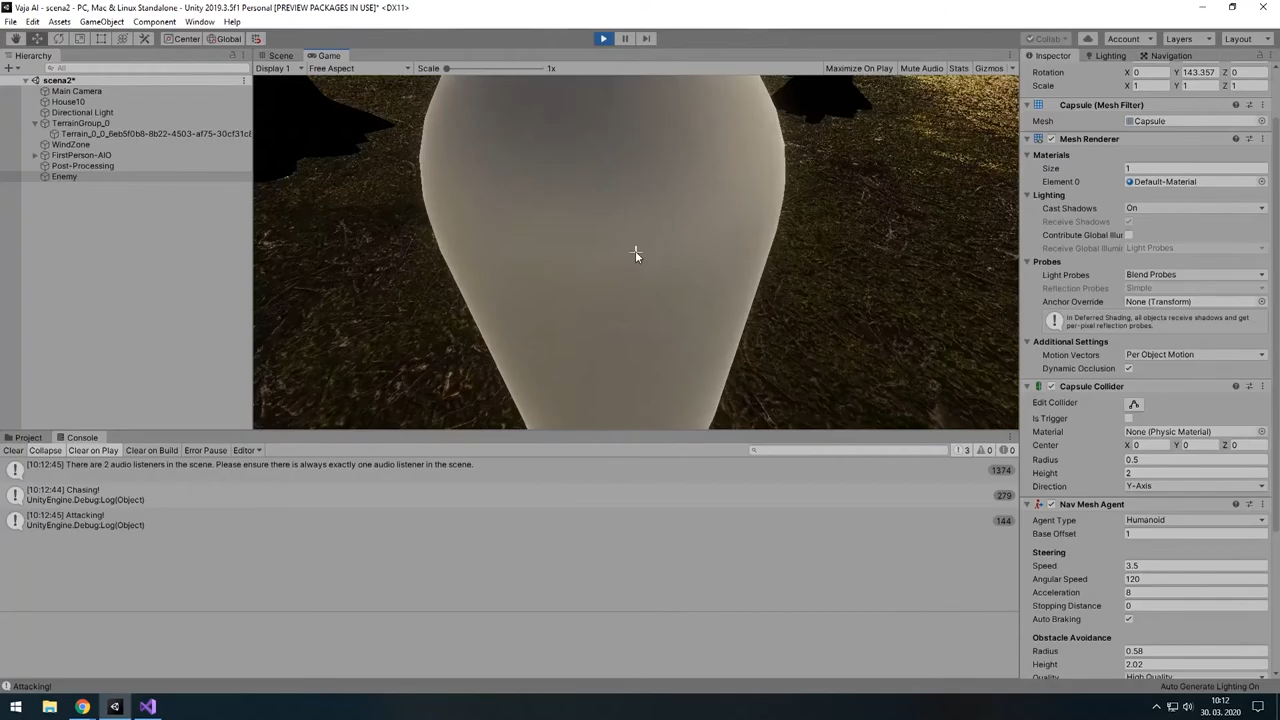 Vaja AI - scena2 - PC, Mac & Linux Standalone - Unity 2019.3.5f1 Personal [PREVIEW PACKAGES IN USE]* <DX11>
File Edit Assets GameObject Component Window Help
Center Global Collab Account Layers Layout
Hierarchy
All
scena2*
Main Camera
House10
Directional Light
TerrainGroup_0
WindZone
FirstPerson-AIO
Post-Processing
Enemy
Scene Game
Display 1 Free Aspect Scale 1x Maximize On Play Mute Audio Stats Gizmos
Project Console
Clear Collapse Clear on Play Clear on Build Error Pause Editor 3 0 0
[10:12:45] There are 2 audio listeners in the scene. Please ensure there is always exactly one audio listener in the scene.
1374
[10:12:44] Chasing!
UnityEngine.Debug:Log(Object)
279
[10:12:45] Attacking!
UnityEngine.Debug:Log(Object)
144
Inspector Lighting Navigation
Rotation X 0 Y 143.357 Z 0
Scale X 1 Y 1 Z 1
Capsule (Mesh Filter)
Mesh Capsule
Mesh Renderer
Materials
Size 1
Element 0 Default-Material
Lighting
Cast Shadows On
Receive Shadows
Contribute Global Illur
Receive Global Illumi Light Probes
Probes
Light Probes Blend Probes
Reflection Probes Simple
Anchor Override None (Transform)
In Deferred Shading, all objects receive shadows and get
per-pixel reflection probes.
Additional Settings
Motion Vectors Per Object Motion
Dynamic Occlusion
Capsule Collider
Edit Collider
Is Trigger
Material None (Physic Material)
Center X 0 Y 0 Z 0
Radius 0.5
Height 2
Direction Y-Axis
Nav Mesh Agent
Agent Type Humanoid
Base Offset 1
Steering
Speed 3.5
Angular Speed 120
Acceleration 8
Stopping Distance 0
Auto Braking
Obstacle Avoidance
Radius 0.58
Height 2.02
Quality High Quality
Attacking!
Auto Generate Lighting On
10:12
30. 03. 2020